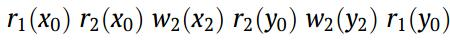 r₁(x₀) r₂(x₀) w₂(x₂) r₂(y₀) w₂(y₂) r₁(y₀)